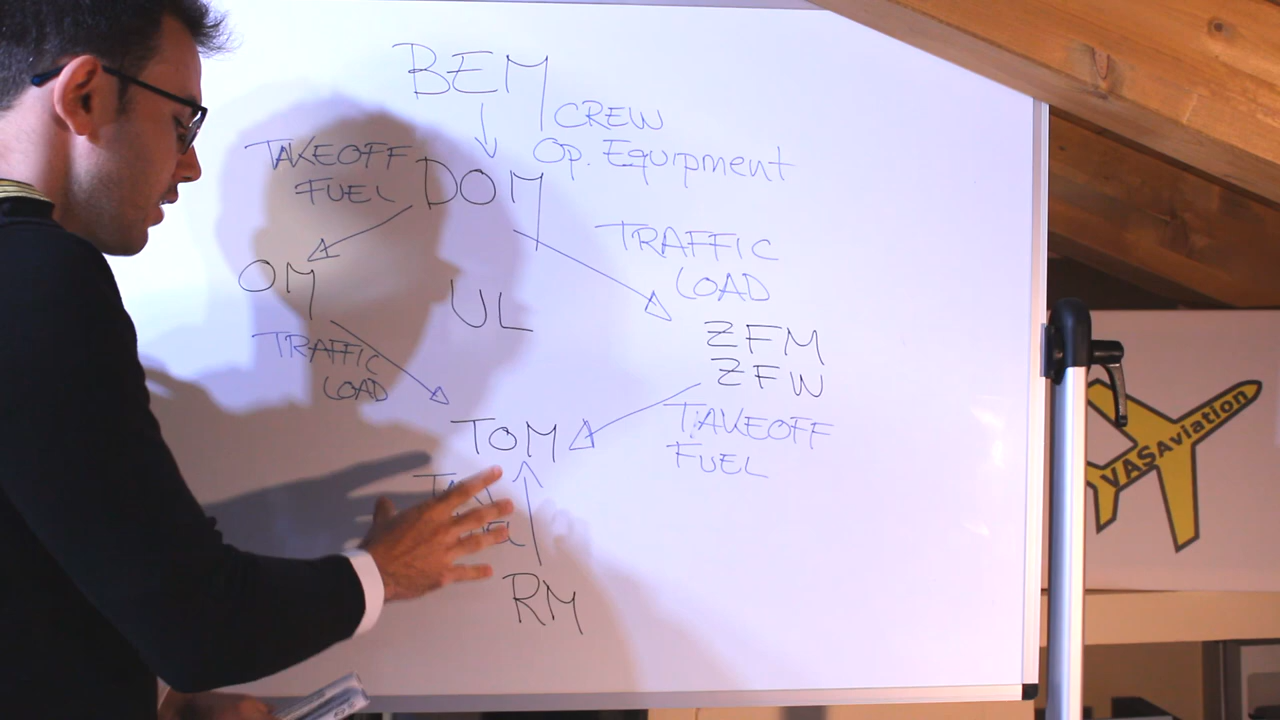 BEM
CREW
Op. Equipment
TAKEOFF
FUEL
DOM
TRAFFIC
LOAD
OM
UL
TRAFFIC
LOAD
ZFM
ZFW
TOM
TAKEOFF
FUEL
RM
VASAviation